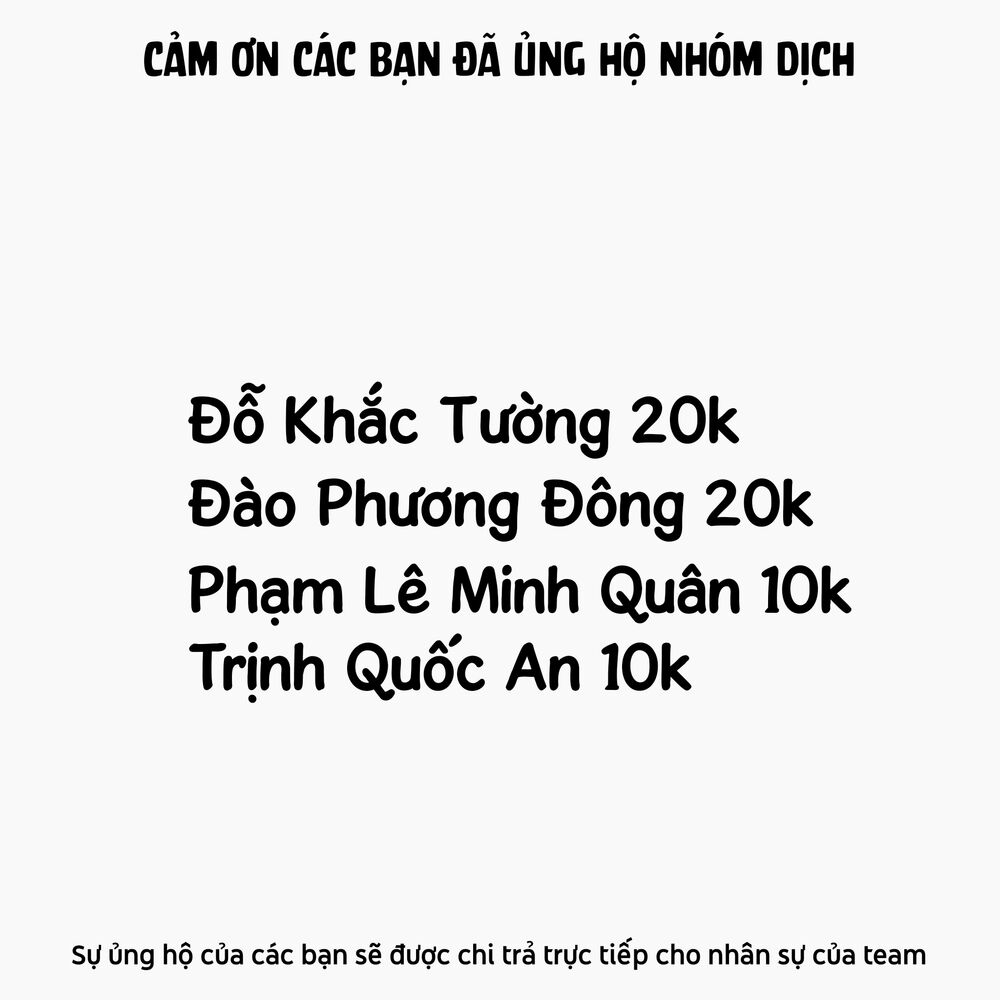 CẢM ƠN CÁC BẠN ĐÃ ỦNG HỘ NHÓM DỊCH
Đỗ Khắc Tường 20k
Đào Phương Đông 20k
Phạm Lê Minh Quân 10k
Trịnh Quốc An 10k
Sự ủng hộ của các bạn sẽ được chi trả trực tiếp cho nhân sự của team